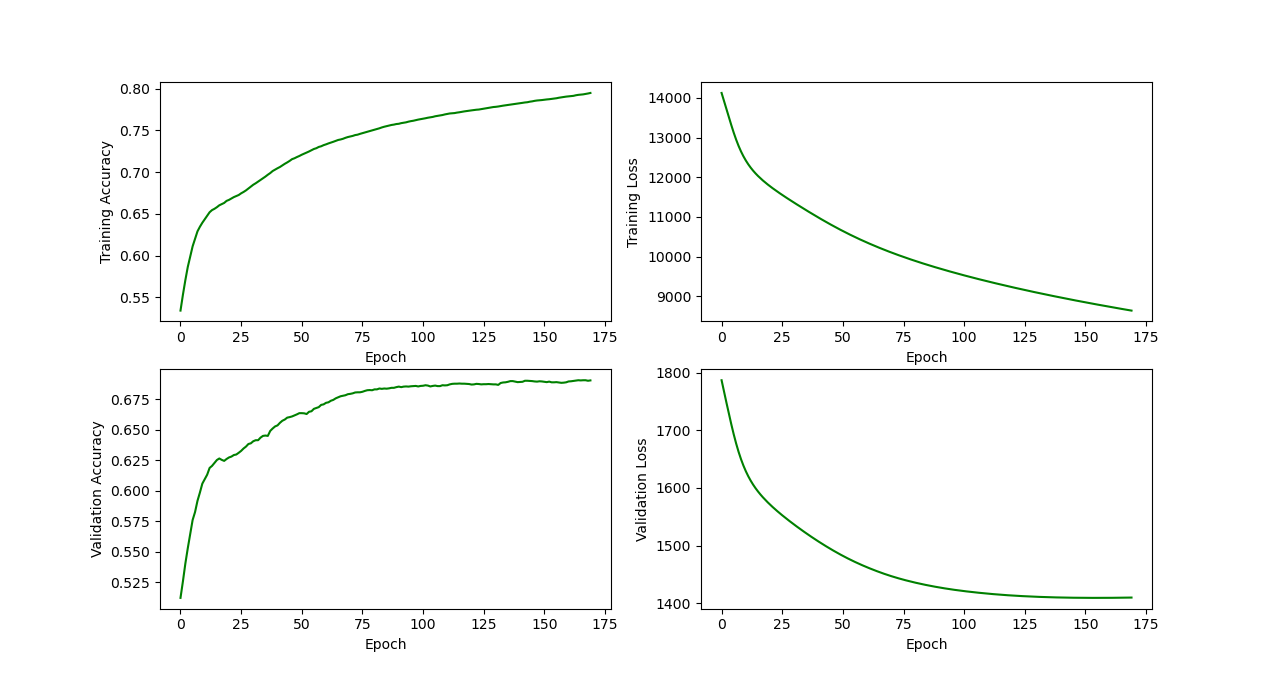 0.80
0.75
0.70
0.65
0.60
0.55
Training Accuracy
0 25 50 75 100 125 150 175
Epoch
14000
13000
12000
11000
10000
9000
Training Loss
0 25 50 75 100 125 150 175
Epoch
0.675
0.650
0.625
0.600
0.575
0.550
0.525
Validation Accuracy
0 25 50 75 100 125 150 175
Epoch
1800
1700
1600
1500
1400
Validation Loss
0 25 50 75 100 125 150 175
Epoch